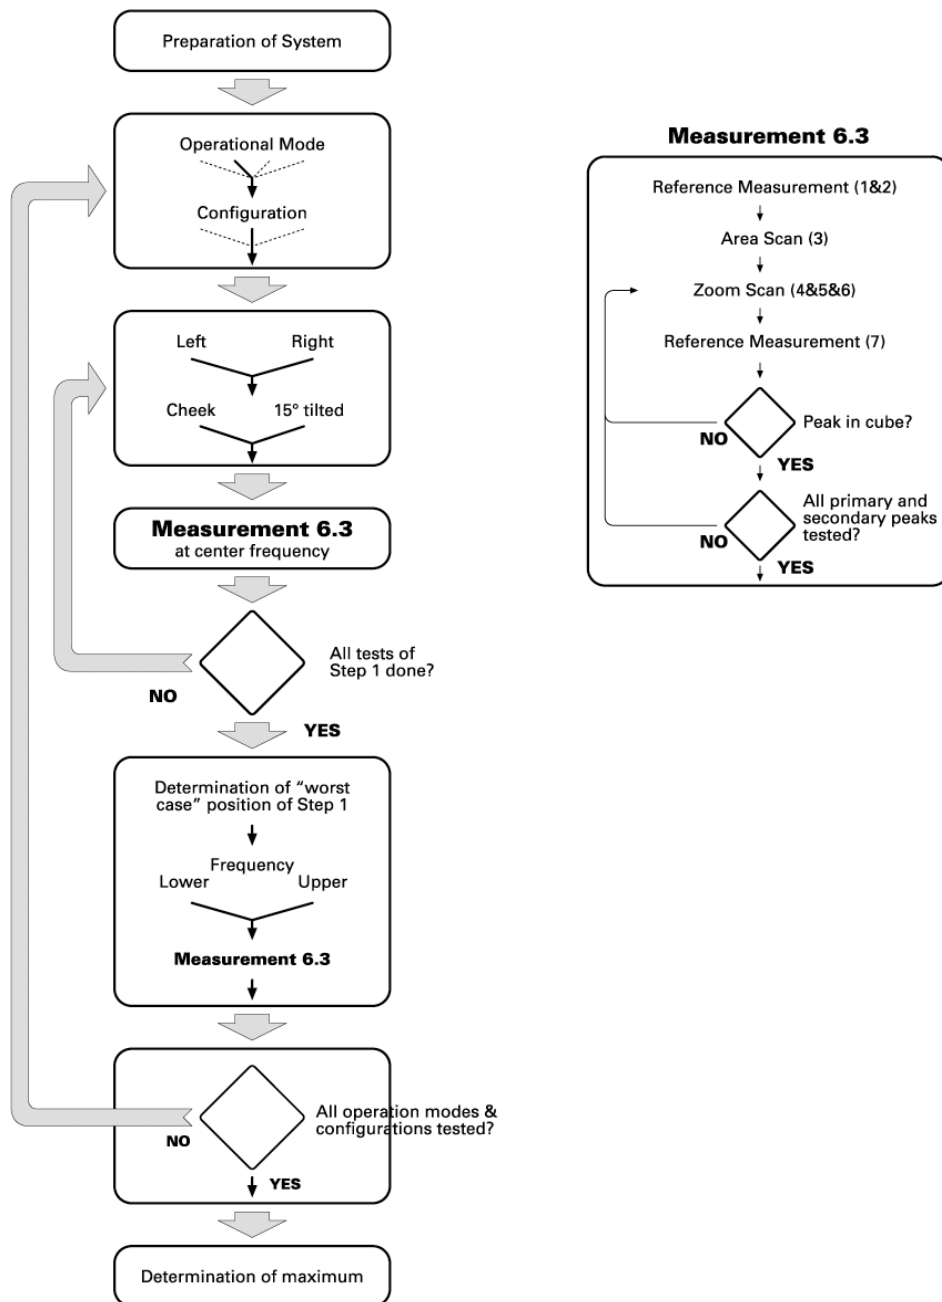 Preparation of System
Operational Mode
Configuration
Left Right
Cheek 15° tilted
Measurement 6.3
at center frequency
All tests of
Step 1 done?
NO
YES
Determination of “worst
case” position of Step 1
Frequency
Lower Upper
Measurement 6.3
All operation modes &
configurations tested?
NO
YES
Determination of maximum
Measurement 6.3
Reference Measurement (1&2)
Area Scan (3)
Zoom Scan (4&5&6)
Reference Measurement (7)
Peak in cube?
NO
YES
All primary and
secondary peaks
tested?
NO
YES